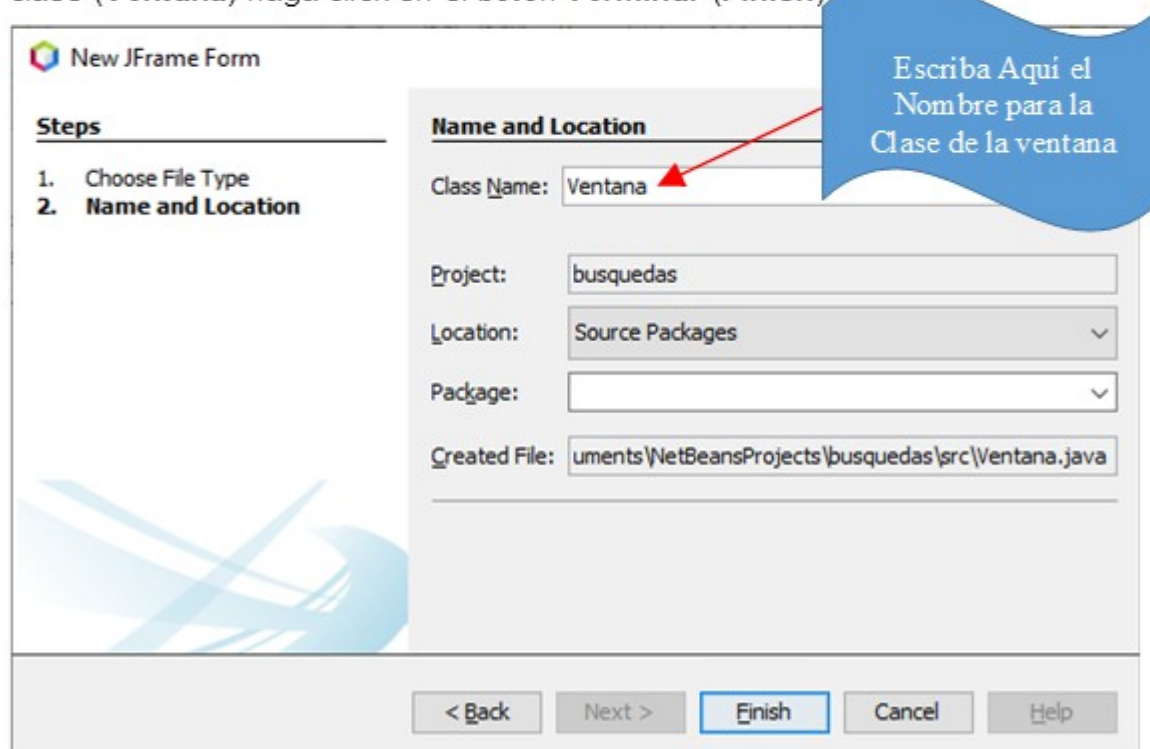 New JFrame Form
Escriba Aquí el
Nombre para la
Clase de la ventana
Steps
1. Choose File Type
2. Name and Location
Name and Location
Class Name: Ventana
Project: busquedas
Location: Source Packages
Package:
Created File: uments\NetBeansProjects\busquedas\src\Ventana.java
< Back
Next >
Finish
Cancel
Help